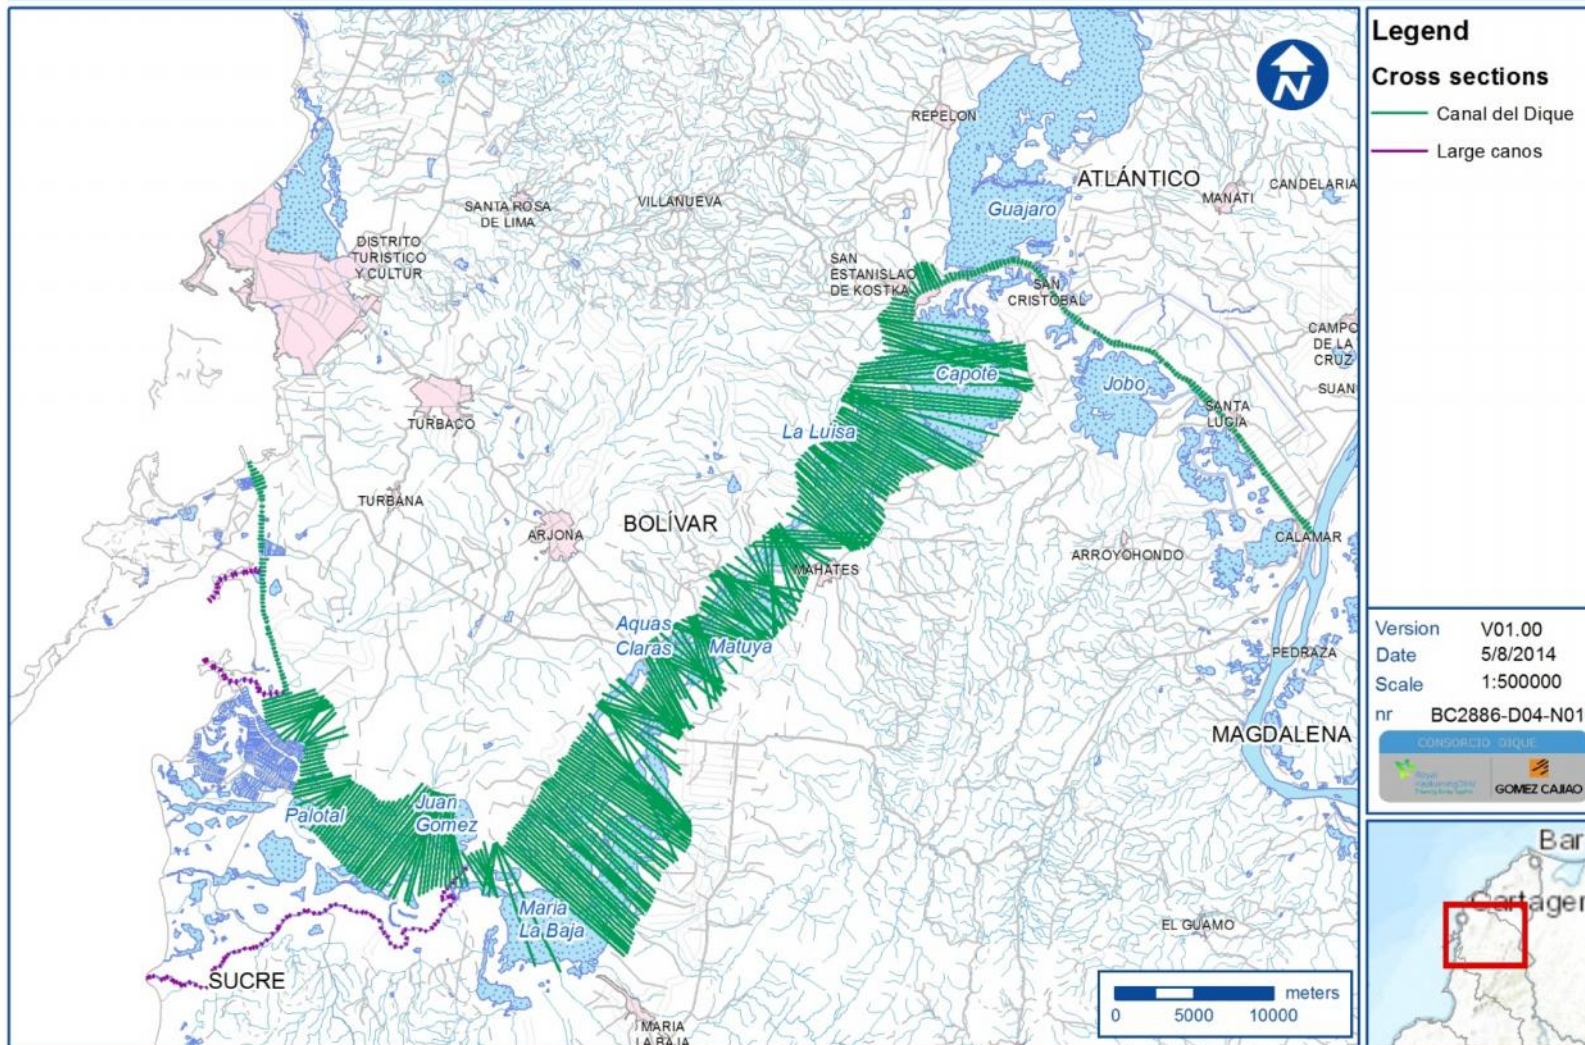 Legend
Cross sections
Canal del Dique
Large canos
REPELON
ATLÁNTICO
CANDELARIA
MANATI
Guajaro
SANTA ROSA
DE LIMA
VILLANUEVA
DISTRITO
TURISTICO
Y CULTUR
SAN
ESTANISLAO
DE KOSTKA
SAN
CRISTOBAL
CAMPO
DE LA
CRUZ
SUAN
Capote
Jobo
SANTA
LUCIA
TURBACO
La Luisa
TURBANA
ARJONA
BOLÍVAR
CALAMAR
ARROYOHONDO
MAHATES
Aquas
Claras
Matuya
PEDRAZA
MAGDALENA
Juan
Gomez
Palotal
Maria
La Baja
EL GUAMO
SUCRE
MARIA
LA BAJA
meters
0 5000 10000
Version V01.00
Date 5/8/2014
Scale 1:500000
nr BC2886-D04-N01
CONSORCIO DIQUE
Royal
HaskoningDHV
GOMEZ CAJIAO
Bar
Cartagen
N